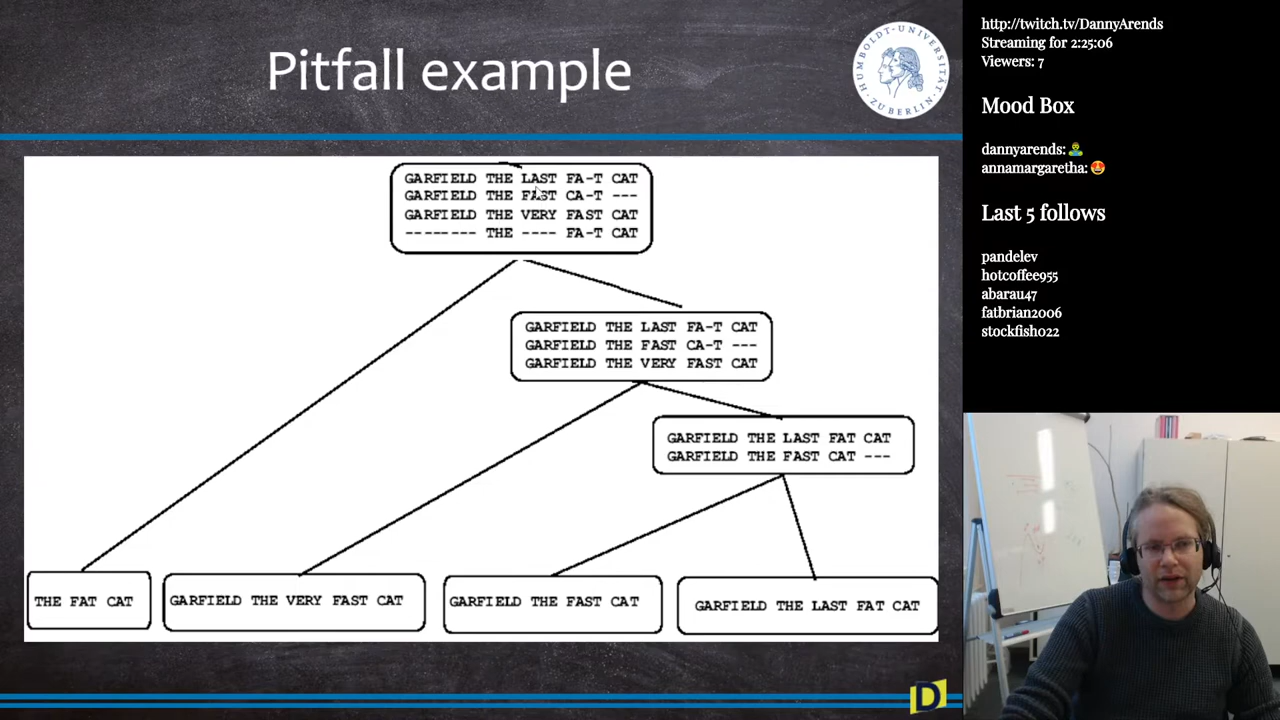 Pitfall example
HUMBOLDT-UNIVERSITÄT
ZU BERLIN
GARFIELD THE LAST FA-T CAT
GARFIELD THE FAST CA-T ---
GARFIELD THE VERY FAST CAT
-------- THE ---- FA-T CAT
GARFIELD THE LAST FA-T CAT
GARFIELD THE FAST CA-T ---
GARFIELD THE VERY FAST CAT
GARFIELD THE LAST FAT CAT
GARFIELD THE FAST CAT ---
THE FAT CAT
GARFIELD THE VERY FAST CAT
GARFIELD THE FAST CAT
GARFIELD THE LAST FAT CAT
D
http://twitch.tv/DannyArends
Streaming for 2:25:06
Viewers: 7
Mood Box
dannyarends:
annamargaretha:
Last 5 follows
pandelev
hotcoffee955
abarau47
fatbrian2006
stockfish022